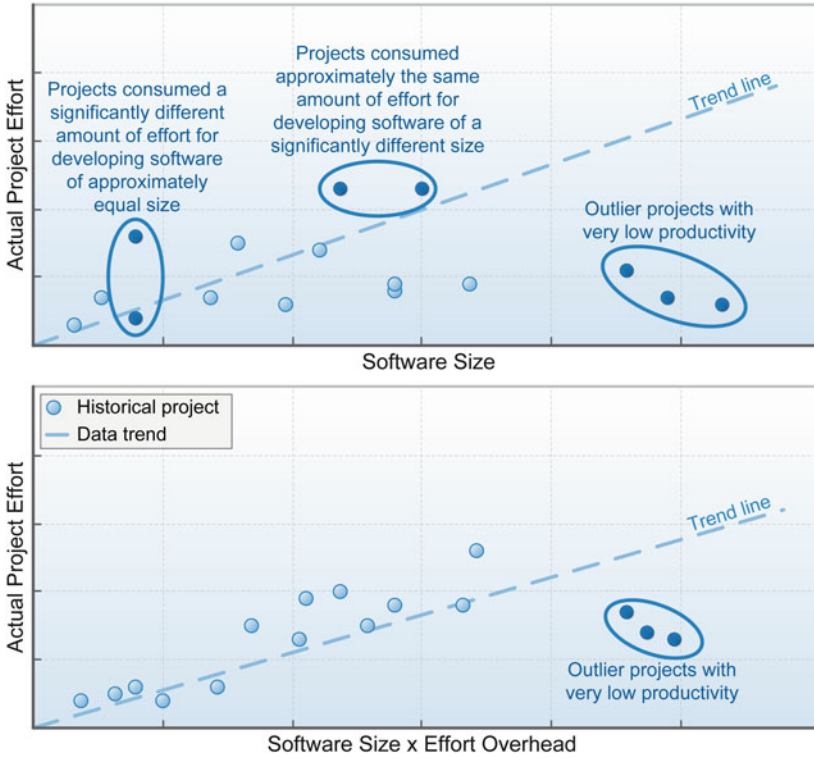 Projects consumed
approximately the same
amount of effort for
developing software of a
significantly different size
Projects consumed a
significantly different
amount of effort for
developing software
of approximately
equal size
Trend line
Outlier projects with
very low productivity
Actual Project Effort
Software Size
Historical project
Data trend
Trend line
Outlier projects with
very low productivity
Actual Project Effort
Software Size x Effort Overhead